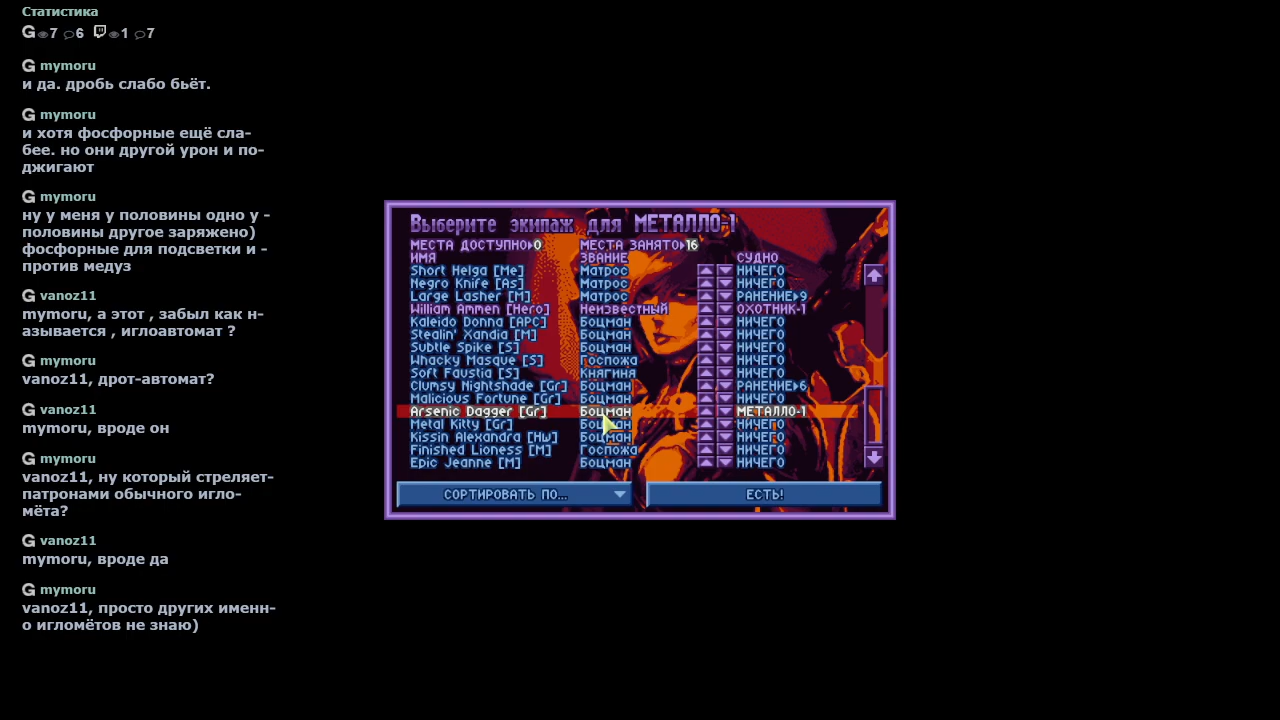 Статистика
G 7 6 1 7
G mymoru
и да. дробь слабо бьёт.
G mymoru
и хотя фосфорные ещё сла-
бее. но они другой урон и по-
джигают
G mymoru
ну у меня у половины одно у -
половины другое заряжено)
фосфорные для подсветки и -
против медуз
G vanoz11
mymoru, а этот , забыл как н-
азывается , иглоавтомат ?
G mymoru
vanoz11, дрот-автомат?
G vanoz11
mymoru, вроде он
G mymoru
vanoz11, ну который стреляет-
патронами обычного игло-
мёта?
G vanoz11
mymoru, вроде да
G mymoru
vanoz11, просто других именн-
о игломётов не знаю)
Выберите экипаж для МЕТАЛЛО-1
МЕСТА ДОСТУПНО▸0 МЕСТА ЗАНЯТО▸16
ИМЯ ЗВАНИЕ СУДНО
Short Helga [Me] Матрос НИЧЕГО
Negro Knife [As] Матрос НИЧЕГО
Large Lasher [M] Матрос РАНЕНИЕ▸9
William Ammen [Hero] Неизвестный ОХОТНИК-1
Kaleido Donna [APC] Боцман НИЧЕГО
Stealin' Xandia [M] Боцман НИЧЕГО
Subtle Spike [S] Боцман НИЧЕГО
Whacky Masque [S] Госпожа НИЧЕГО
Soft Faustia [S] Княгиня НИЧЕГО
Clumsy Nightshade [Gr] Боцман РАНЕНИЕ▸6
Malicious Fortune [Gr] Боцман НИЧЕГО
Arsenic Dagger [Gr] Боцман МЕТАЛЛО-1
Metal Kitty [Gr] Боцман НИЧЕГО
Kissin Alexandra [Hw] Боцман НИЧЕГО
Finished Lioness [M] Госпожа НИЧЕГО
Epic Jeanne [M] Боцман НИЧЕГО
СОРТИРОВАТЬ ПО... ЕСТЬ!